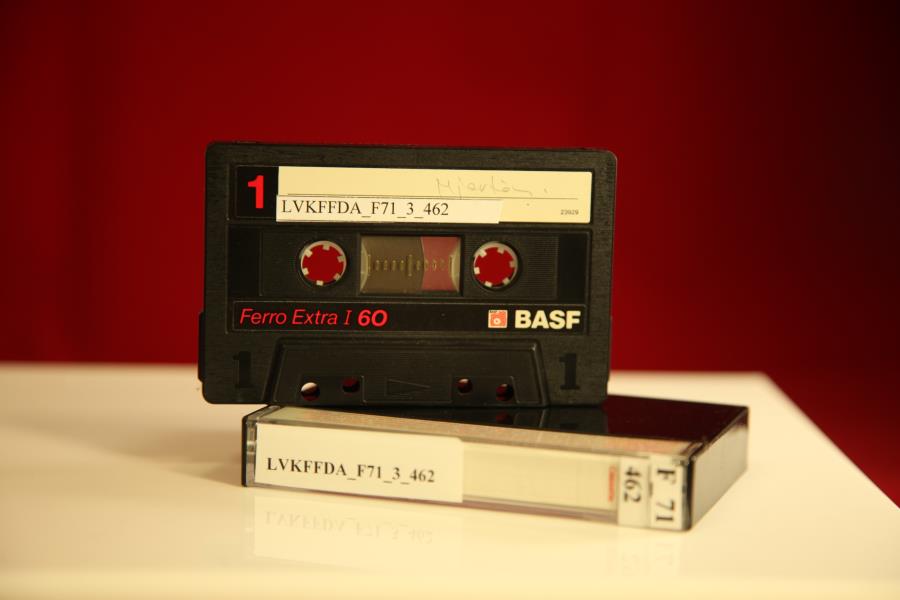 1
LVKFFDA_F71_3_462
23929
Ferro Extra I 60
BASF
1
1
LVKFFDA_F71_3_462
462
F 71